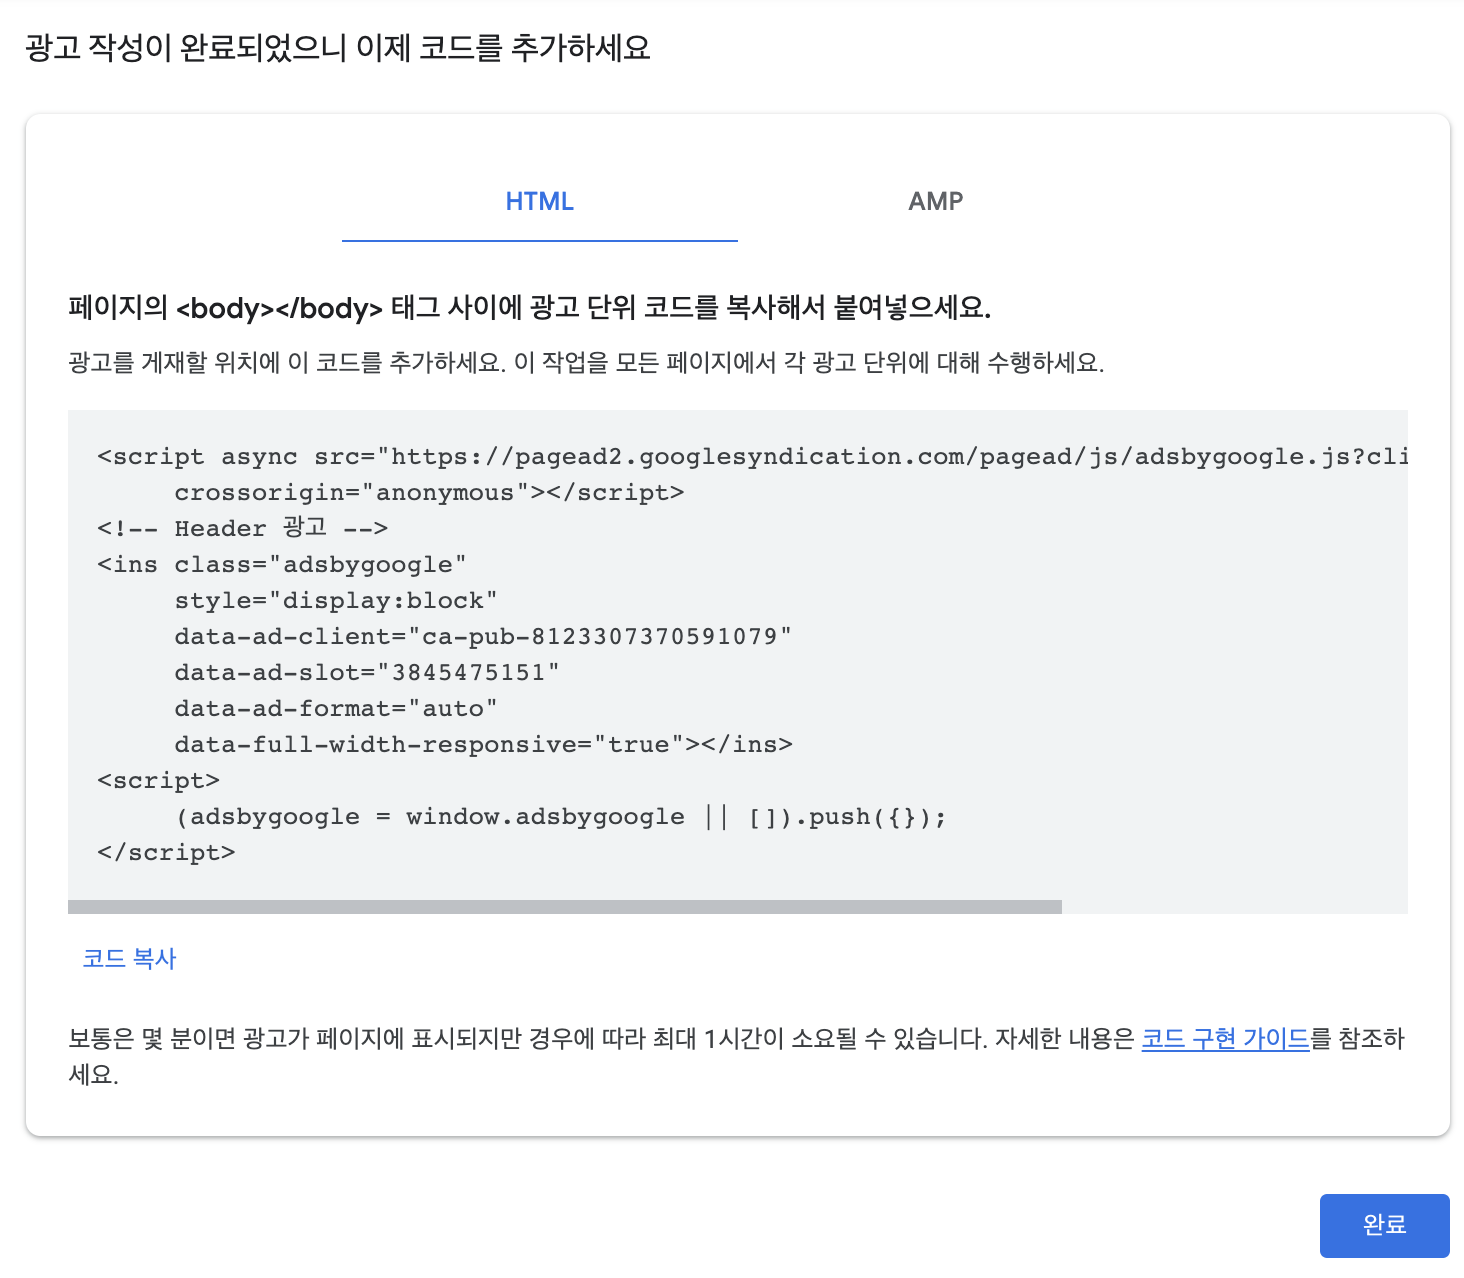 광고 작성이 완료되었으니 이제 코드를 추가하세요
HTML
AMP
페이지의 <body></body> 태그 사이에 광고 단위 코드를 복사해서 붙여넣으세요.
광고를 게재할 위치에 이 코드를 추가하세요. 이 작업을 모든 페이지에서 각 광고 단위에 대해 수행하세요.
<script async src="https://pagead2.googlesyndication.com/pagead/js/adsbygoogle.js?cli
crossorigin="anonymous"></script>
<!-- Header 광고 -->
<ins class="adsbygoogle"
style="display:block"
data-ad-client="ca-pub-8123307370591079"
data-ad-slot="3845475151"
data-ad-format="auto"
data-full-width-responsive="true"></ins>
<script>
(adsbygoogle = window.adsbygoogle || []).push({});
</script>
코드 복사
보통은 몇 분이면 광고가 페이지에 표시되지만 경우에 따라 최대 1시간이 소요될 수 있습니다. 자세한 내용은 코드 구현 가이드를 참조하
세요.
완료